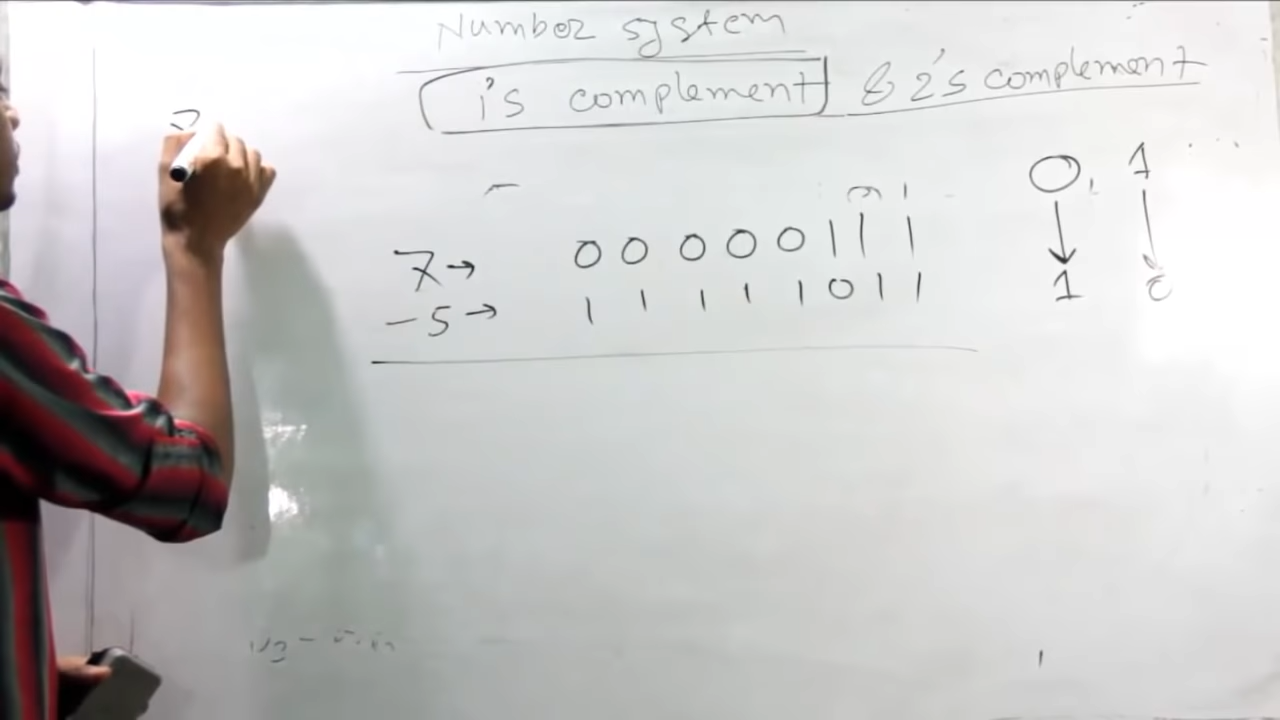 Number system
1's complement & 2's complement
0, 1 ...
7→ 0 0 0 0 0 1 1 1
-5→ 1 1 1 1 1 0 1 1
1 0